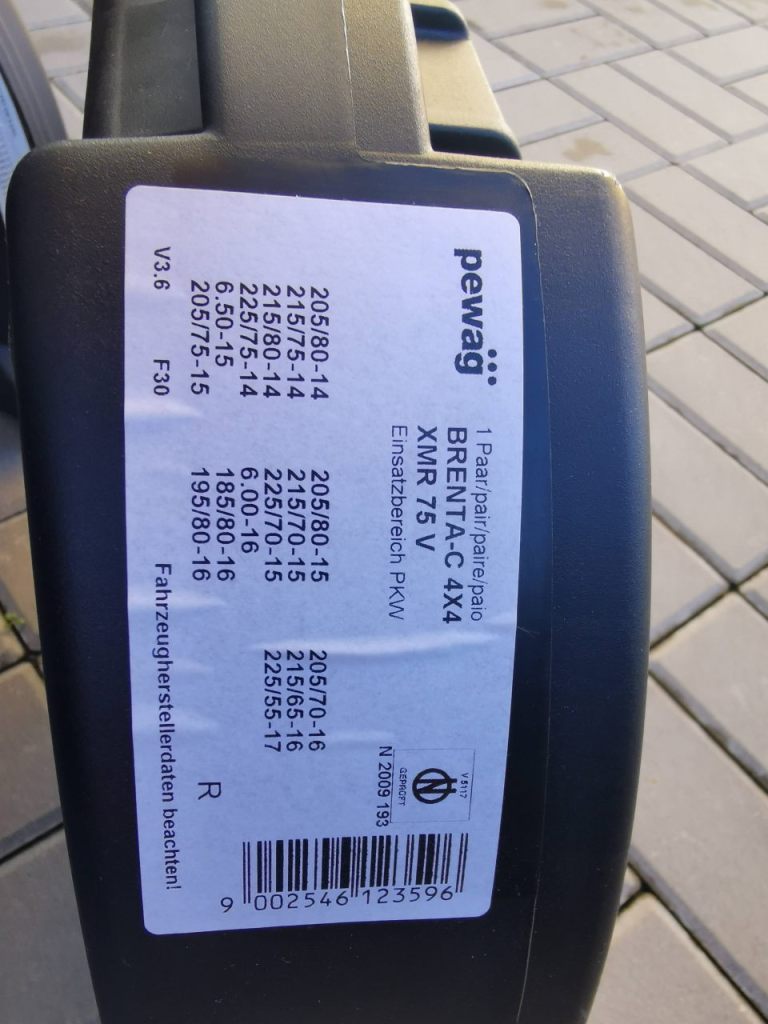 pewag
1 Paar/pair/paire/paio
BRENTA-C 4X4
XMR 75 V
Einsatzbereich PKW
V 5117
GEPRÜFT
N 2009 193
205/80-14
215/75-14
215/80-14
225/75-14
6.50-15
205/75-15
205/80-15
215/70-15
225/70-15
6.00-16
185/80-16
195/80-16
205/70-16
215/65-16
225/55-17
R
V3.6 F30 Fahrzeugherstellerdaten beachten!
9 002546 123596